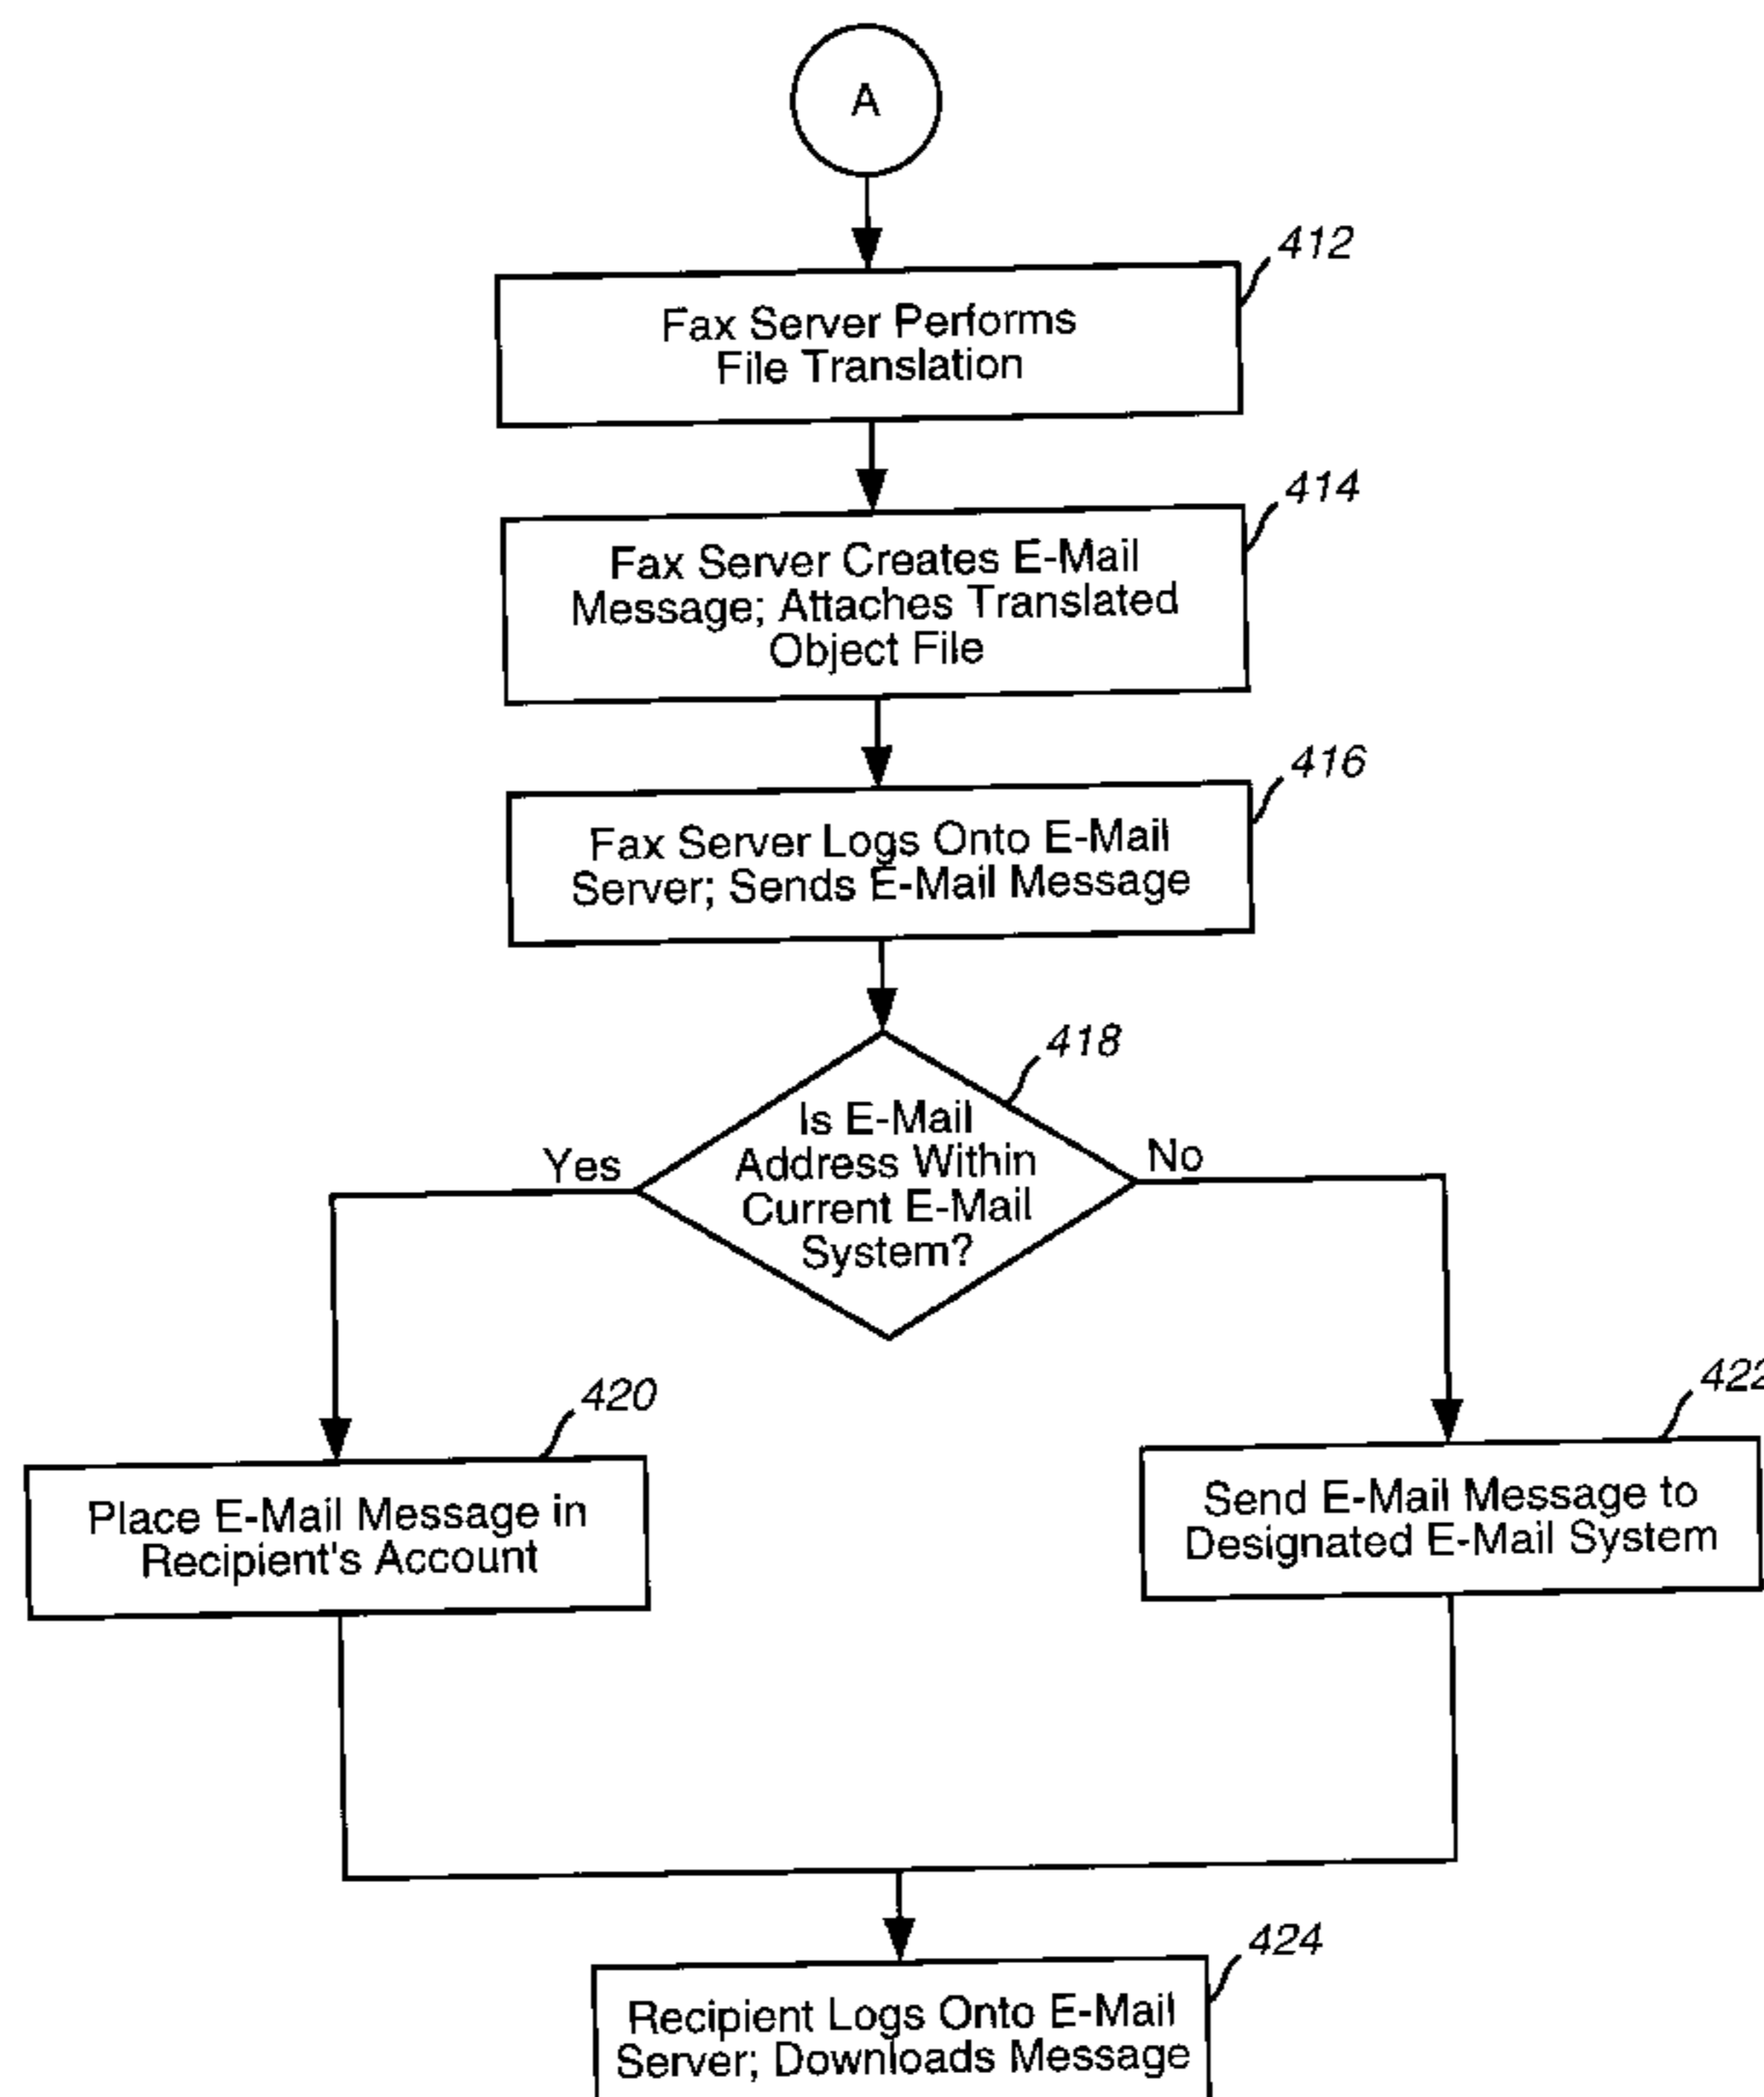 A
412
Fax Server Performs
File Translation
414
Fax Server Creates E-Mail
Message; Attaches Translated
Object File
416
Fax Server Logs Onto E-Mail
Server; Sends E-Mail Message
418
Is E-Mail
Address Within
Current E-Mail
System?
Yes
No
420
Place E-Mail Message in
Recipient's Account
422
Send E-Mail Message to
Designated E-Mail System
424
Recipient Logs Onto E-Mail
Server; Downloads Message